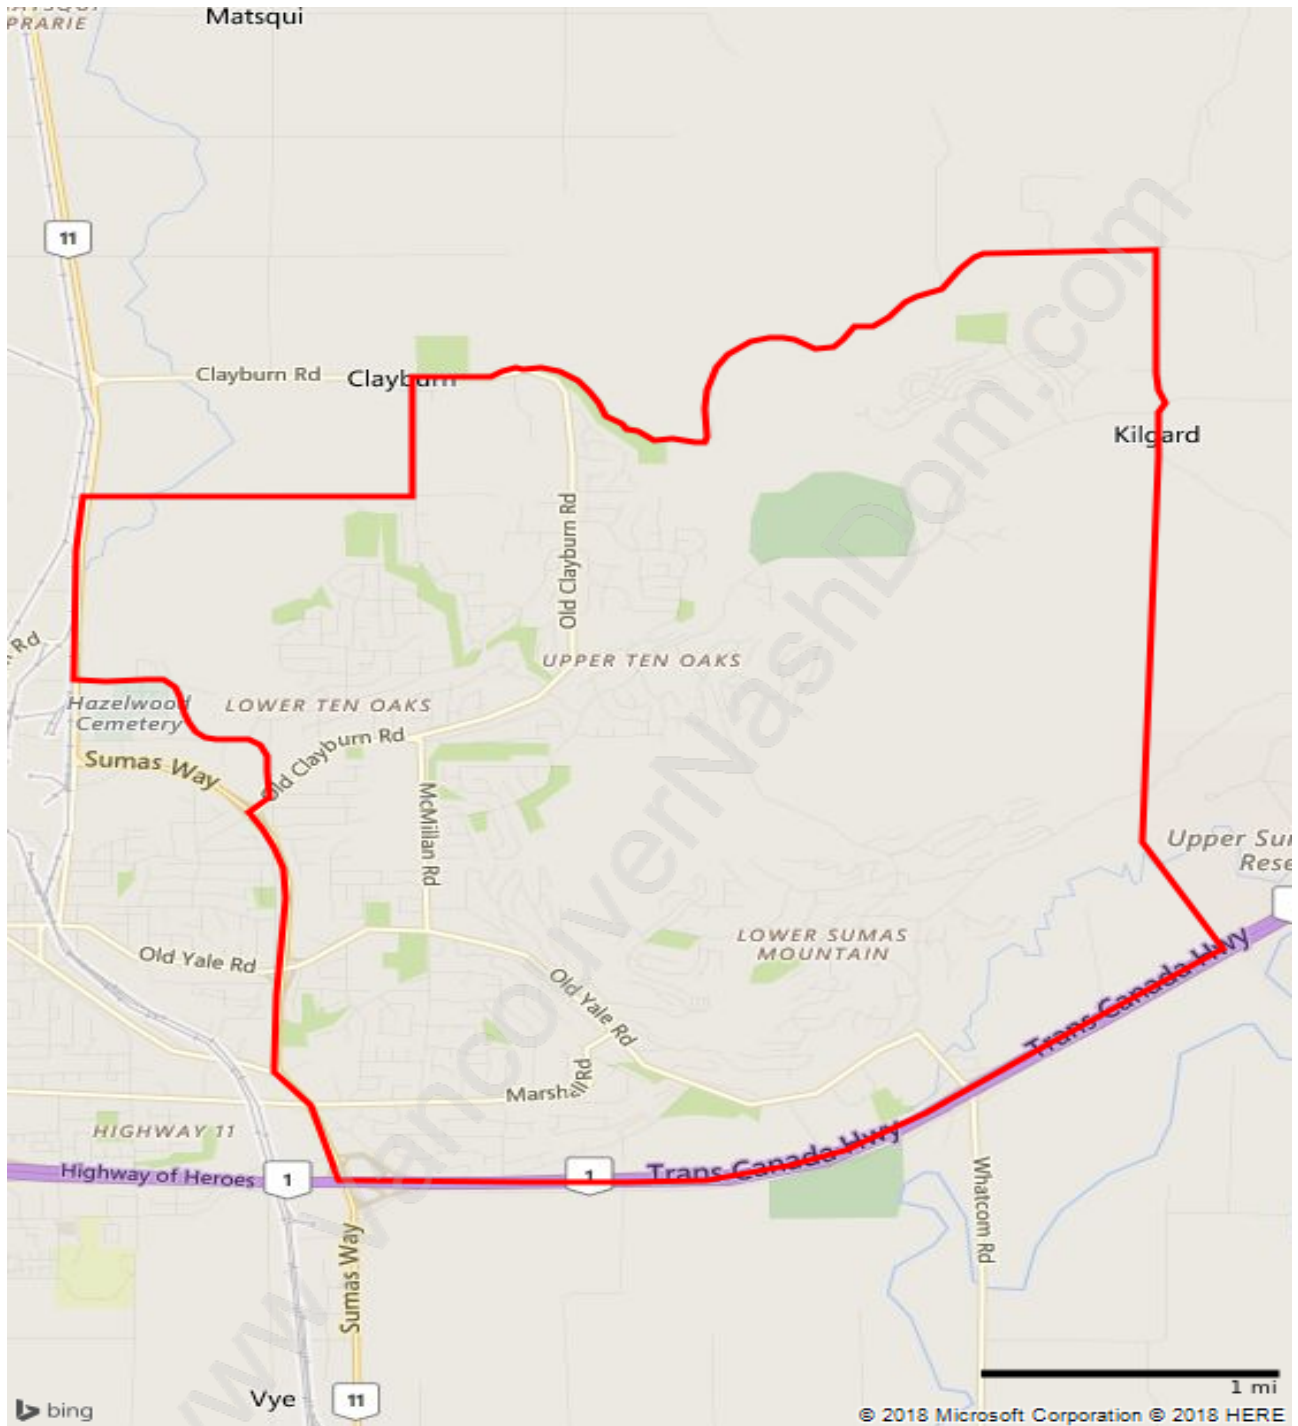 PRARIE
Matsqui
11
Clayburn Rd
Clayburn
Kilgard
Old Clayburn Rd
Rd
UPPER TEN OAKS
Hazelwood
Cemetery
LOWER TEN OAKS
Old Clayburn Rd
Sumas Way
McMillan Rd
Upper Sum
Rese
LOWER SUMAS
MOUNTAIN
Old Yale Rd
Old Yale Rd
Trans Canada Hwy
Marshall Rd
HIGHWAY 11
Highway of Heroes
1
1
Trans Canada Hwy
Whatcom Rd
Sumas Way
Vye
11
1 mi
bing
© 2018 Microsoft Corporation © 2018 HERE
www.VancouverNashDom.com